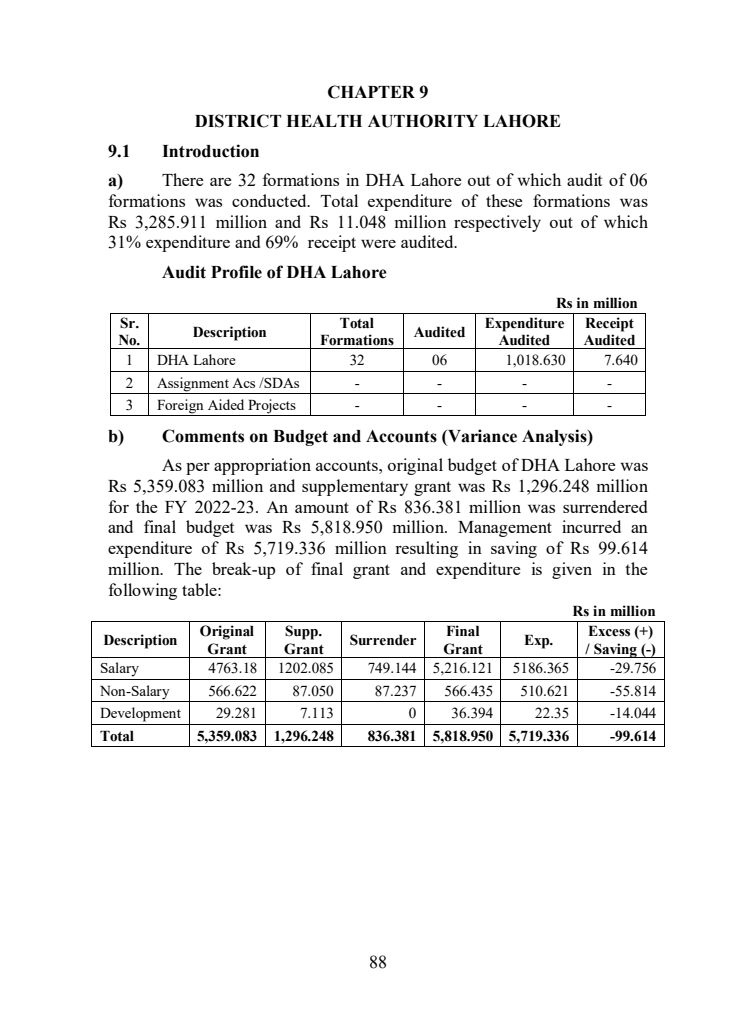 CHAPTER 9
DISTRICT HEALTH AUTHORITY LAHORE
9.1 Introduction
a) There are 32 formations in DHA Lahore out of which audit of 06
formations was conducted. Total expenditure of these formations was
Rs 3,285.911 million and Rs 11.048 million respectively out of which
31% expenditure and 69% receipt were audited.
Audit Profile of DHA Lahore
Rs in million
Sr. No. Description Total Formations Audited Expenditure Audited Receipt Audited
1 DHA Lahore 32 06 1,018.630 7.640
2 Assignment Acs /SDAs - - - -
3 Foreign Aided Projects - - - -
b) Comments on Budget and Accounts (Variance Analysis)
As per appropriation accounts, original budget of DHA Lahore was
Rs 5,359.083 million and supplementary grant was Rs 1,296.248 million
for the FY 2022-23. An amount of Rs 836.381 million was surrendered
and final budget was Rs 5,818.950 million. Management incurred an
expenditure of Rs 5,719.336 million resulting in saving of Rs 99.614
million. The break-up of final grant and expenditure is given in the
following table:
Rs in million
Description Original Grant Supp. Grant Surrender Final Grant Exp. Excess (+) / Saving (-)
Salary 4763.18 1202.085 749.144 5,216.121 5186.365 -29.756
Non-Salary 566.622 87.050 87.237 566.435 510.621 -55.814
Development 29.281 7.113 0 36.394 22.35 -14.044
Total 5,359.083 1,296.248 836.381 5,818.950 5,719.336 -99.614
88